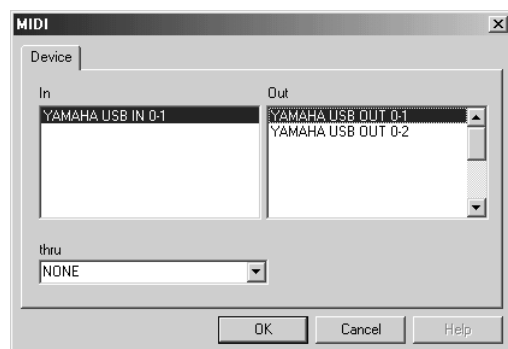 MIDI
Device
In
Out
YAMAHA USB IN 0-1
YAMAHA USB OUT 0-1
YAMAHA USB OUT 0-2
thru
NONE
OK
Cancel
Help